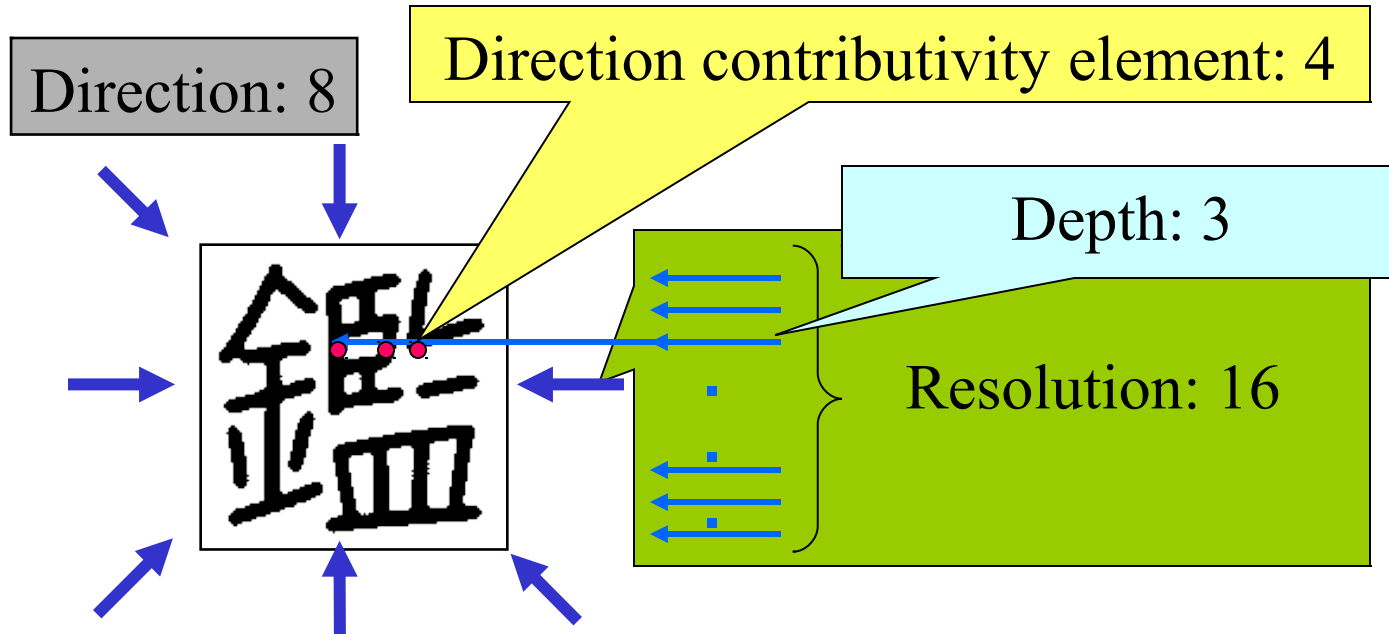 Direction contributivity element: 4
Direction: 8
Depth: 3
鑑
Resolution: 16